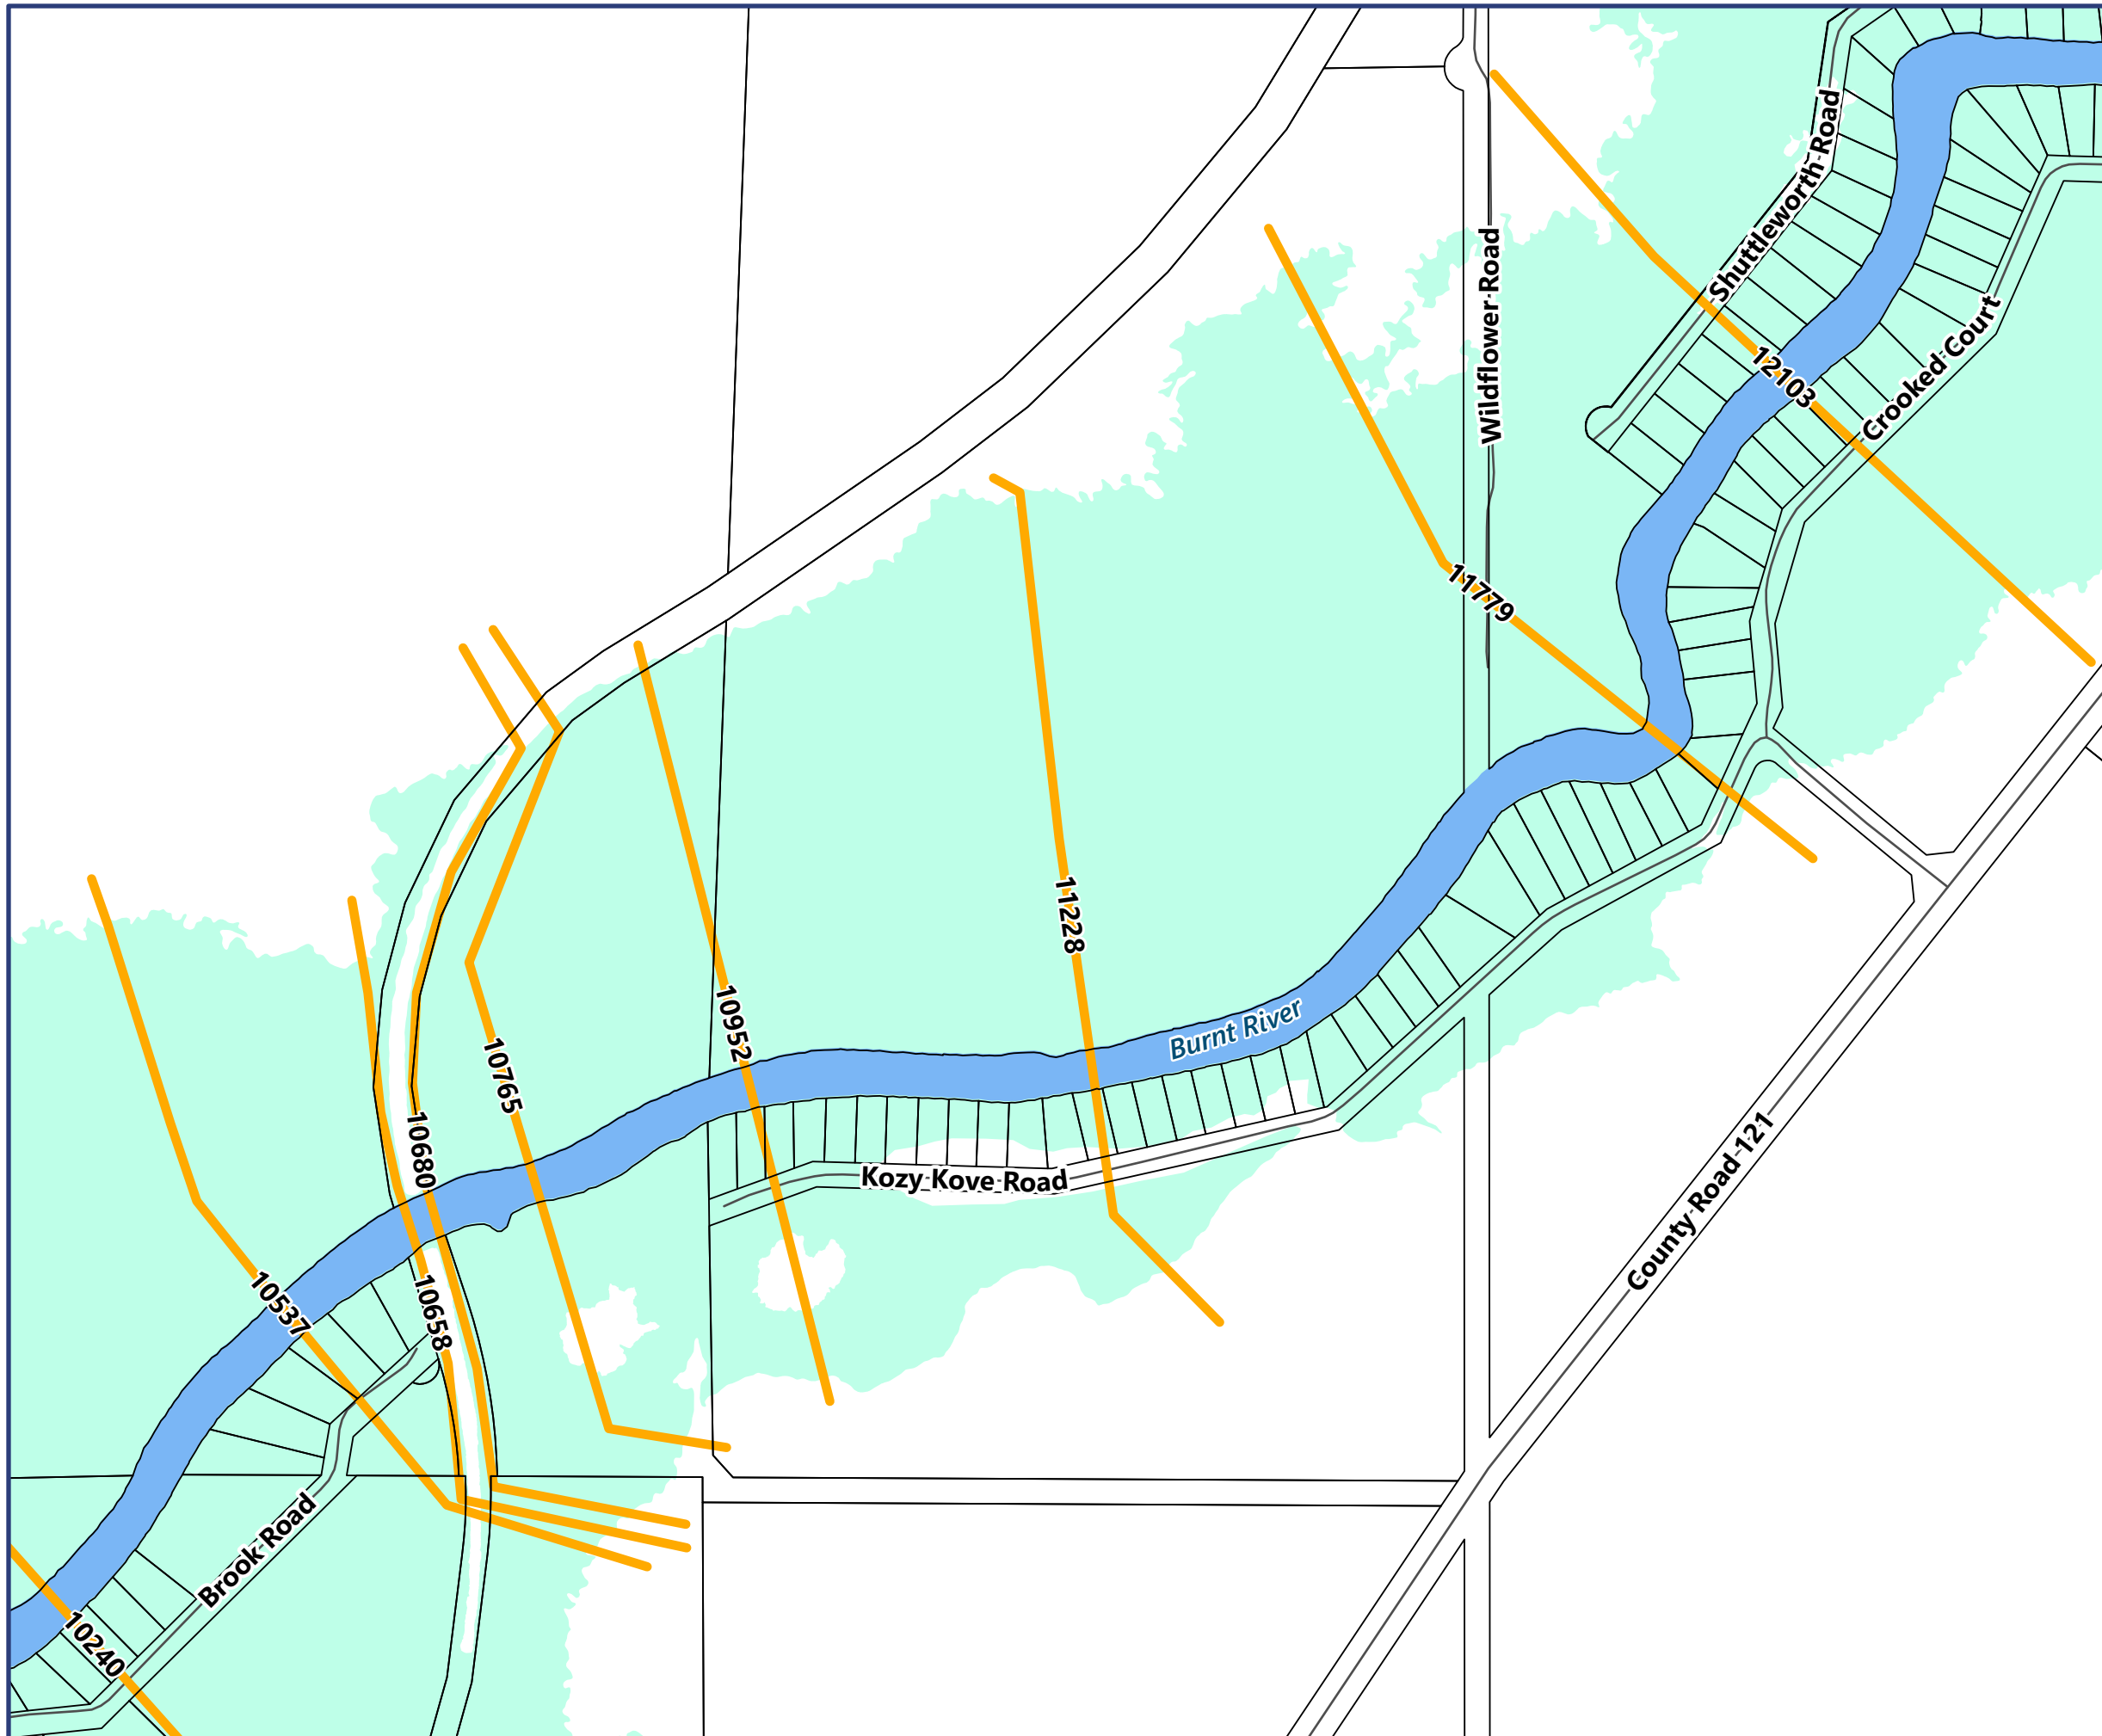 Shuttleworth Road
Wildflower Road
12103
Crooked Court
11779
11228
10952
Burnt River
10765
10680
Kozy Kove Road
County Road 121
10537
10658
Brook Road
10240